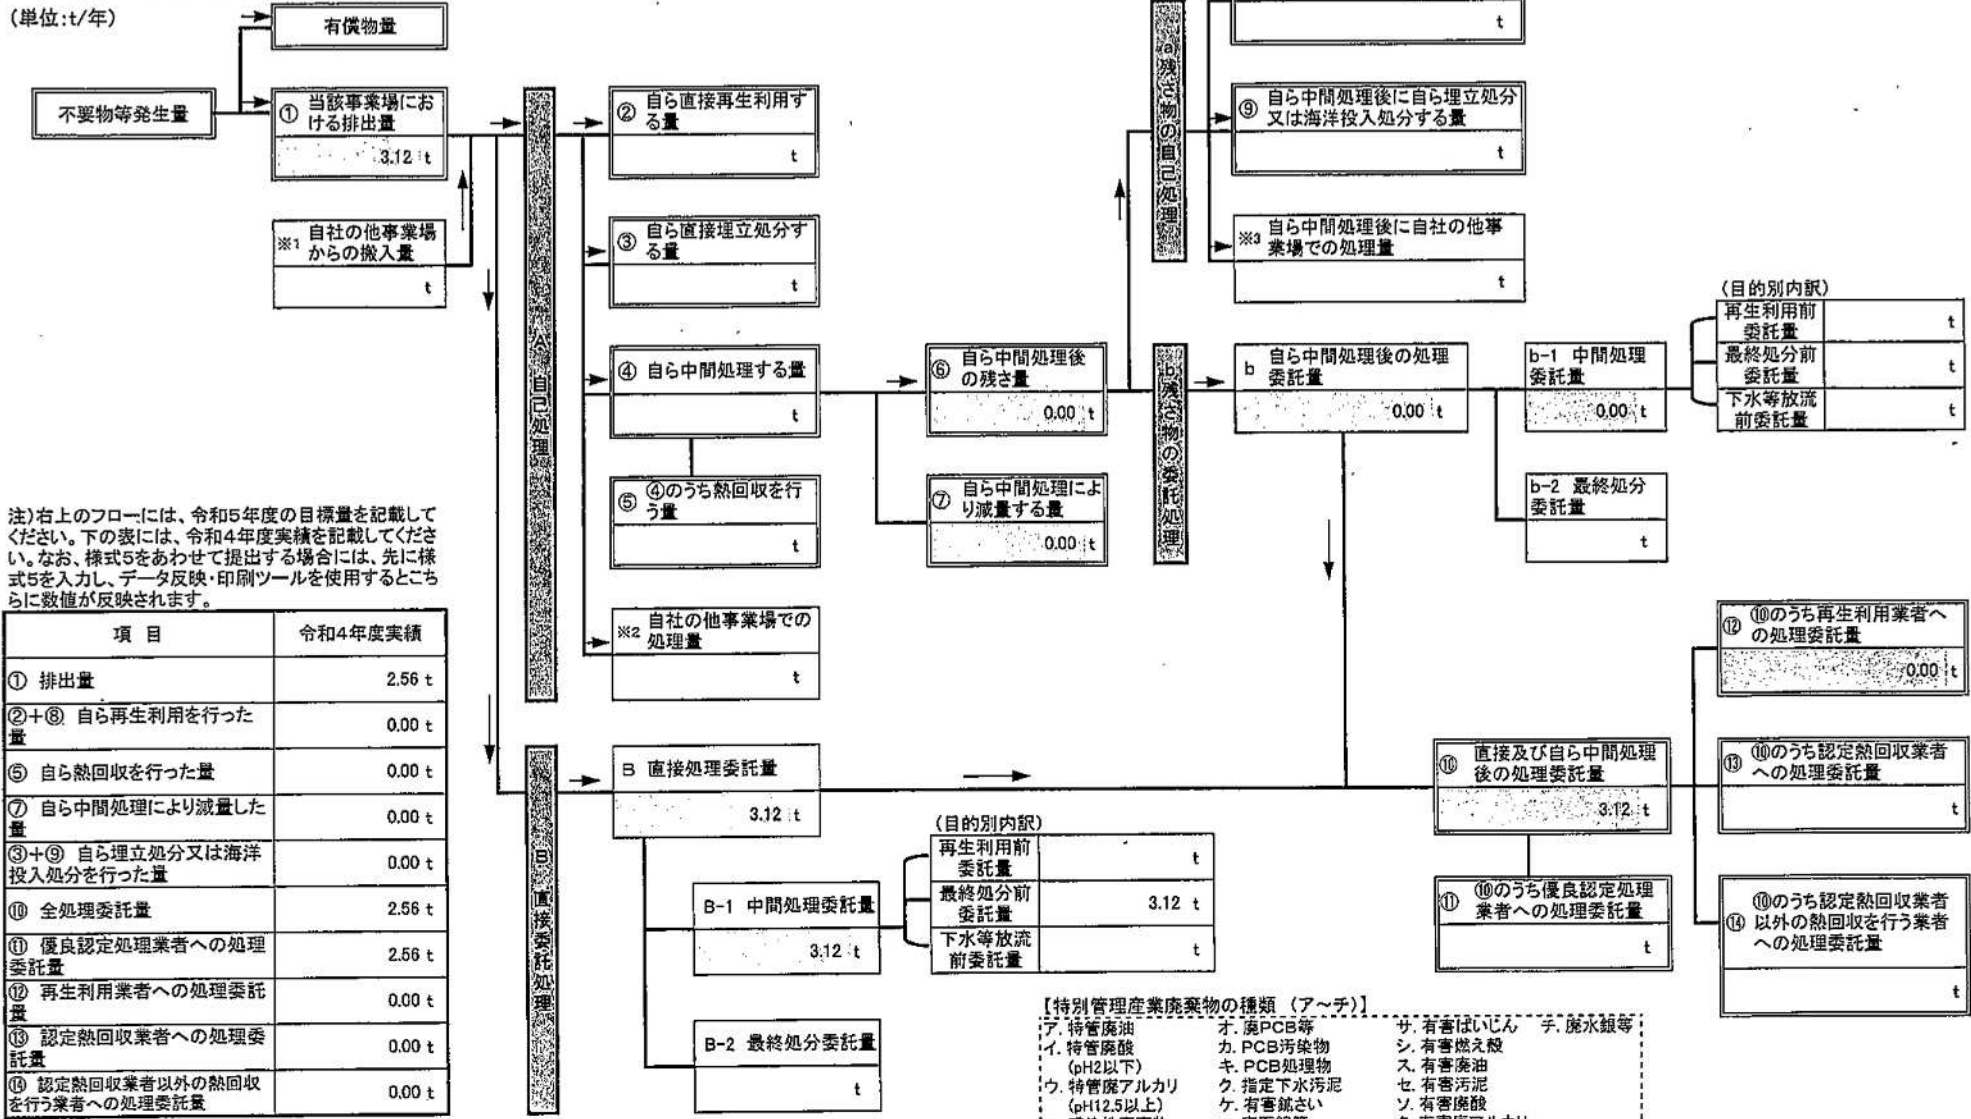 (単位:t/年)
有償物量
不要物等発生量
① 当該事業場にお
ける排出量
3.12 t
※1 自社の他事業場
からの搬入量
t
A 自己処理
② 自ら直接再生利用す
る量
t
③ 自ら直接埋立処分す
る量
t
④ 自ら中間処理する量
t
⑤ ④のうち熱回収を行
う量
t
※2 自社の他事業場での
処理量
t
⑥ 自ら中間処理後
の残さ量
0.00 t
⑦ 自ら中間処理によ
り減量する量
0.00 t
(a)残さ物の自己処理
t
⑨ 自ら中間処理後に自ら埋立処分
又は海洋投入処分する量
t
※3 自ら中間処理後に自社の他事
業場での処理量
t
b残さ物の委託処理
b 自ら中間処理後の処理
委託量
0.00 t
b-1 中間処理
委託量
0.00 t
b-2 最終処分
委託量
t
(目的別内訳)
再生利用前
委託量 t
最終処分前
委託量 t
下水等放流
前委託量 t
注)右上のフローには、令和5年度の目標量を記載して
ください。下の表には、令和4年度実績を記載してくださ
い。なお、様式5をあわせて提出する場合には、先に様
式5を入力し、データ反映・印刷ツールを使用するとこち
らに数値が反映されます。
項 目 令和4年度実績
① 排出量 2.56 t
②+⑧ 自ら再生利用を行った
量 0.00 t
⑤ 自ら熱回収を行った量 0.00 t
⑦ 自ら中間処理により減量した
量 0.00 t
③+⑨ 自ら埋立処分又は海洋
投入処分を行った量 0.00 t
⑩ 全処理委託量 2.56 t
⑪ 優良認定処理業者への処理
委託量 2.56 t
⑫ 再生利用業者への処理委託
量 0.00 t
⑬ 認定熱回収業者への処理委
託量 0.00 t
⑭ 認定熱回収業者以外の熱回収
を行う業者への処理委託量 0.00 t
B 直接委託処理
B 直接処理委託量
3.12 t
B-1 中間処理委託量
3.12 t
B-2 最終処分委託量
t
(目的別内訳)
再生利用前
委託量 t
最終処分前
委託量 3.12 t
下水等放流
前委託量 t
⑩ 直接及び自ら中間処理
後の処理委託量
3.12 t
⑪ ⑩のうち優良認定処理
業者への処理委託量
t
⑫ ⑩のうち再生利用業者へ
の処理委託量
0.00 t
⑬ ⑩のうち認定熱回収業者
への処理委託量
t
⑭ ⑩のうち認定熱回収業者
以外の熱回収を行う業者
への処理委託量
t
【特別管理産業廃棄物の種類 (ア～チ)】
ア. 特管廃油 オ. 廃PCB等 サ. 有害ばいじん チ. 廃水銀等
イ. 特管廃酸 カ. PCB汚染物 シ. 有害燃え殻
(pH2以下) キ. PCB処理物 ス. 有害廃油
ウ. 特管廃アルカリ ク. 指定下水汚泥 セ. 有害汚泥
(pH12.5以上) ケ. 有害鉱さい ソ. 有害廃酸